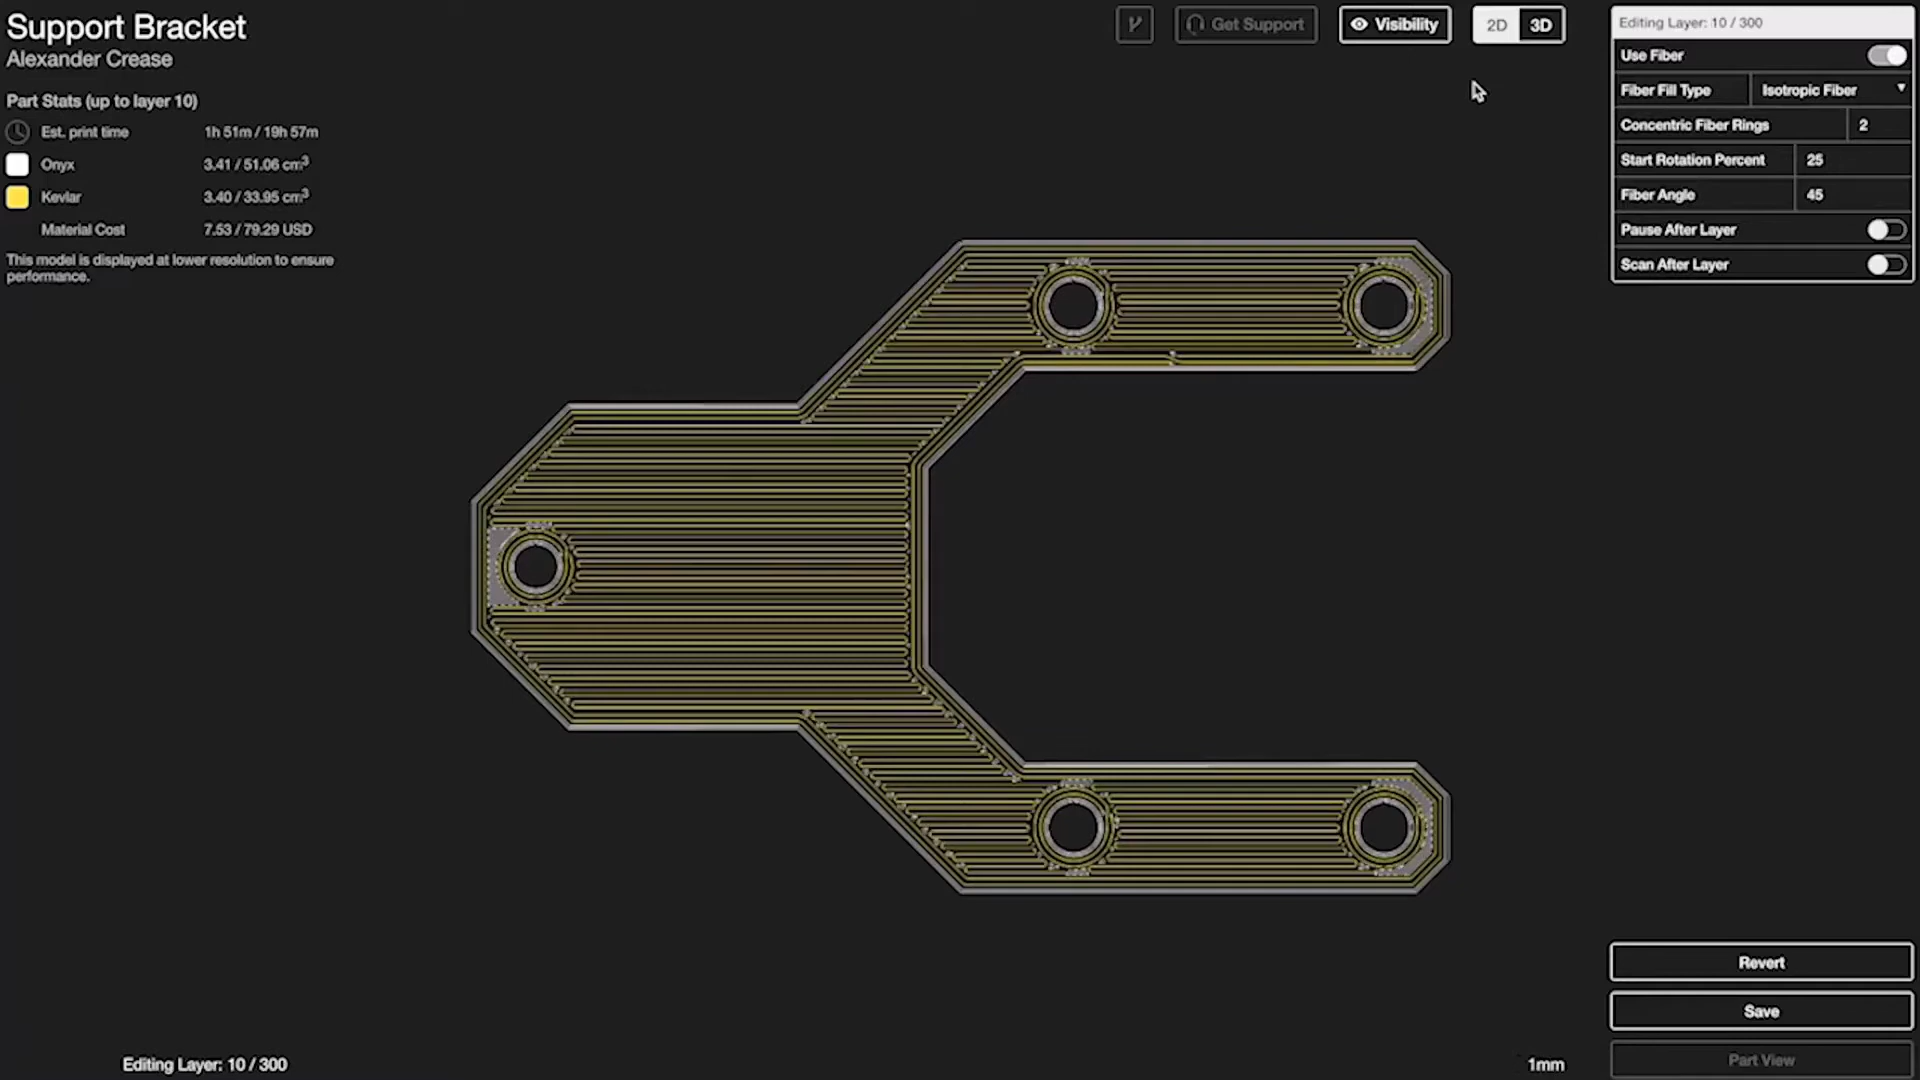 Support Bracket
Alexander Crease
Part Stats (up to layer 10)
Est. print time 1h 51m / 19h 57m
Onyx 3.41 / 51.06 cm³
Kevlar 3.40 / 33.95 cm³
Material Cost 7.53 / 79.29 USD
This model is displayed at lower resolution to ensure
performance.
Get Support
Visibility
2D 3D
Editing Layer: 10 / 300
Use Fiber
Fiber Fill Type Isotropic Fiber
Concentric Fiber Rings 2
Start Rotation Percent 25
Fiber Angle 45
Pause After Layer
Scan After Layer
Revert
Save
Part View
Editing Layer: 10 / 300
1mm